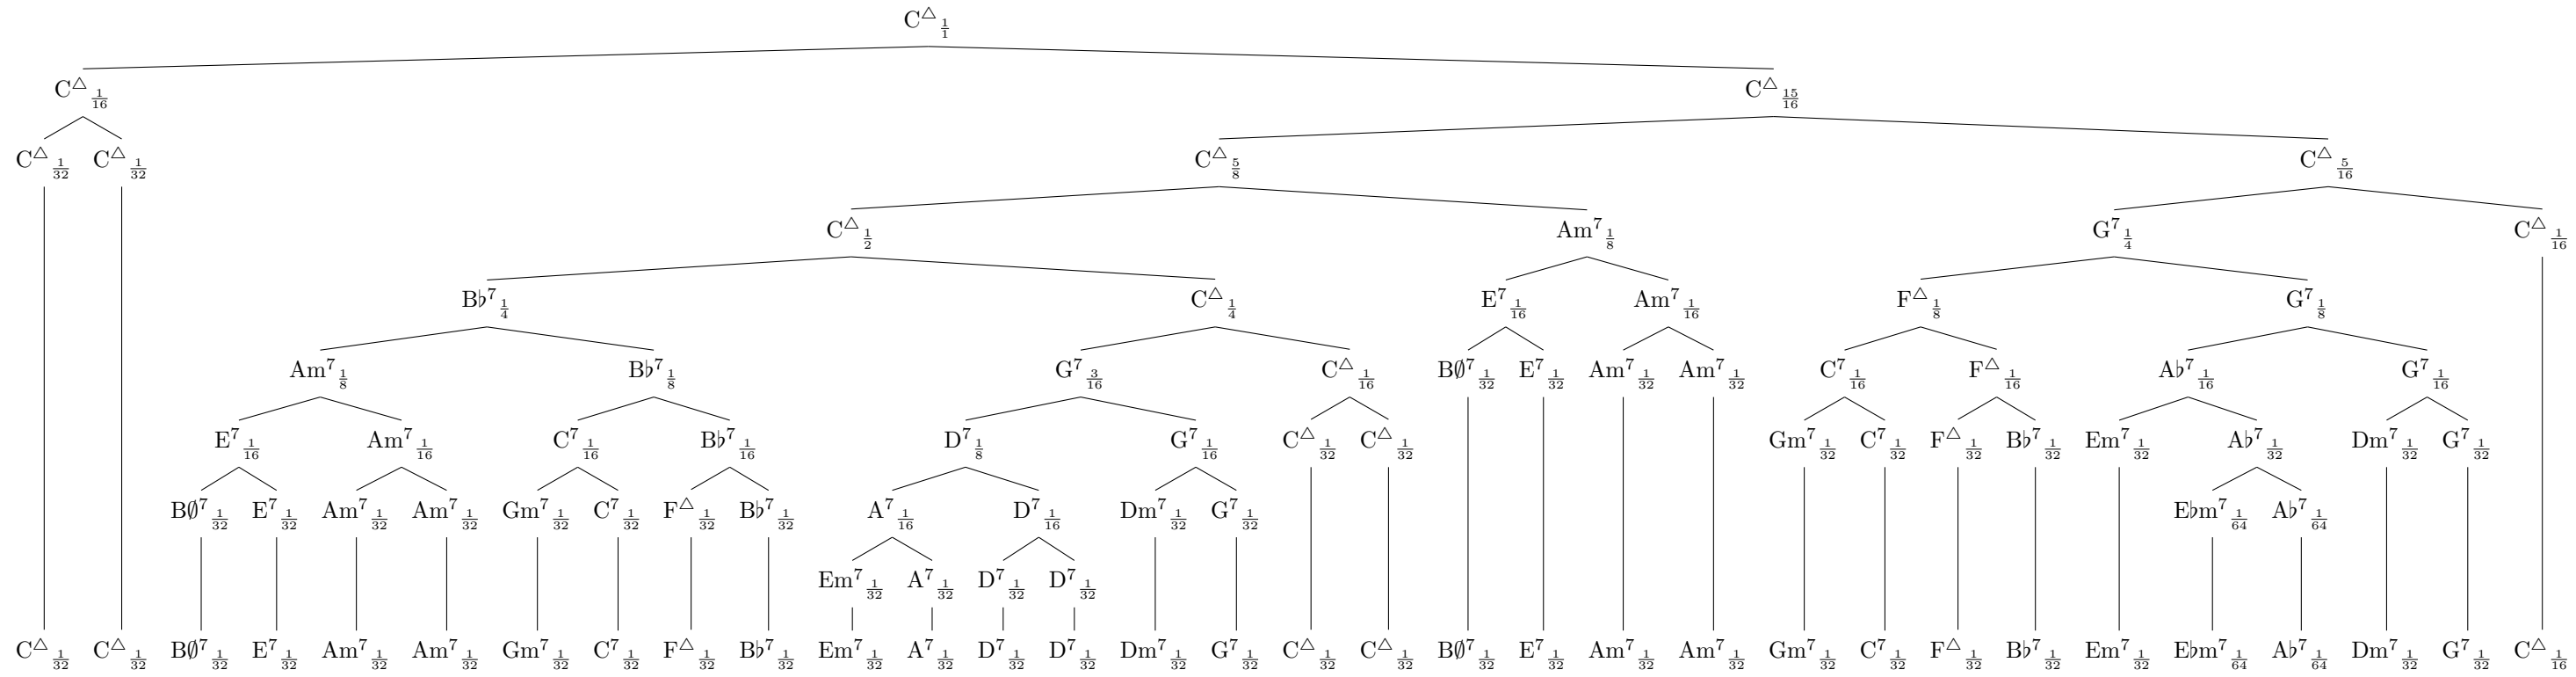 C△ 1/1
C△ 1/16 C△ 15/16
C△ 1/32 C△ 1/32 C△ 5/8 C△ 5/16
C△ 1/2 Am⁷ 1/8 G⁷ 1/4 C△ 1/16
B♭⁷ 1/4 C△ 1/4 E⁷ 1/16 Am⁷ 1/16 F△ 1/8 G⁷ 1/8
Am⁷ 1/8 B♭⁷ 1/8 G⁷ 3/16 C△ 1/16 B∅⁷ 1/32 E⁷ 1/32 Am⁷ 1/32 Am⁷ 1/32 C⁷ 1/16 F△ 1/16 A♭⁷ 1/16 G⁷ 1/16
E⁷ 1/16 Am⁷ 1/16 C⁷ 1/16 B♭⁷ 1/16 D⁷ 1/8 G⁷ 1/16 C△ 1/32 C△ 1/32 Gm⁷ 1/32 C⁷ 1/32 F△ 1/32 B♭⁷ 1/32 Em⁷ 1/32 A♭⁷ 1/32 Dm⁷ 1/32 G⁷ 1/32
B∅⁷ 1/32 E⁷ 1/32 Am⁷ 1/32 Am⁷ 1/32 Gm⁷ 1/32 C⁷ 1/32 F△ 1/32 B♭⁷ 1/32 A⁷ 1/16 D⁷ 1/16 Dm⁷ 1/32 G⁷ 1/32 E♭m⁷ 1/64 A♭⁷ 1/64
Em⁷ 1/32 A⁷ 1/32 D⁷ 1/32 D⁷ 1/32
C△ 1/32 C△ 1/32 B∅⁷ 1/32 E⁷ 1/32 Am⁷ 1/32 Am⁷ 1/32 Gm⁷ 1/32 C⁷ 1/32 F△ 1/32 B♭⁷ 1/32 Em⁷ 1/32 A⁷ 1/32 D⁷ 1/32 D⁷ 1/32 Dm⁷ 1/32 G⁷ 1/32 C△ 1/32 C△ 1/32 B∅⁷ 1/32 E⁷ 1/32 Am⁷ 1/32 Am⁷ 1/32 Gm⁷ 1/32 C⁷ 1/32 F△ 1/32 B♭⁷ 1/32 Em⁷ 1/32 E♭m⁷ 1/64 A♭⁷ 1/64 Dm⁷ 1/32 G⁷ 1/32 C△ 1/16